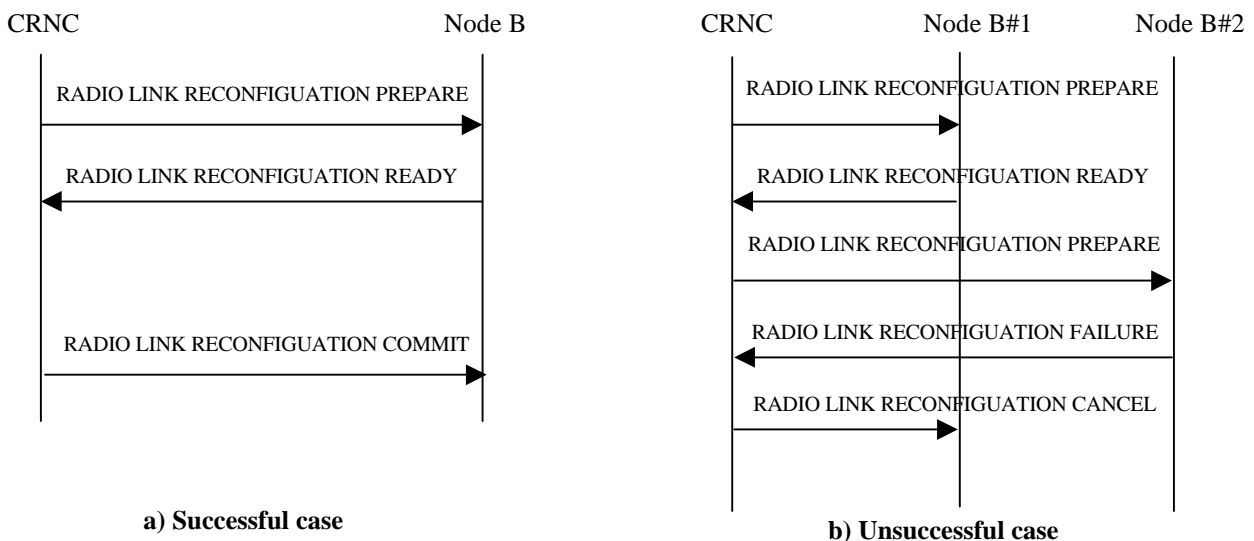 CRNC
Node B
RADIO LINK RECONFIGUATION PREPARE
RADIO LINK RECONFIGUATION READY
RADIO LINK RECONFIGUATION COMMIT
a) Successful case
CRNC
Node B#1
Node B#2
RADIO LINK RECONFIGUATION PREPARE
RADIO LINK RECONFIGUATION READY
RADIO LINK RECONFIGUATION PREPARE
RADIO LINK RECONFIGUATION FAILURE
RADIO LINK RECONFIGUATION CANCEL
b) Unsuccessful case